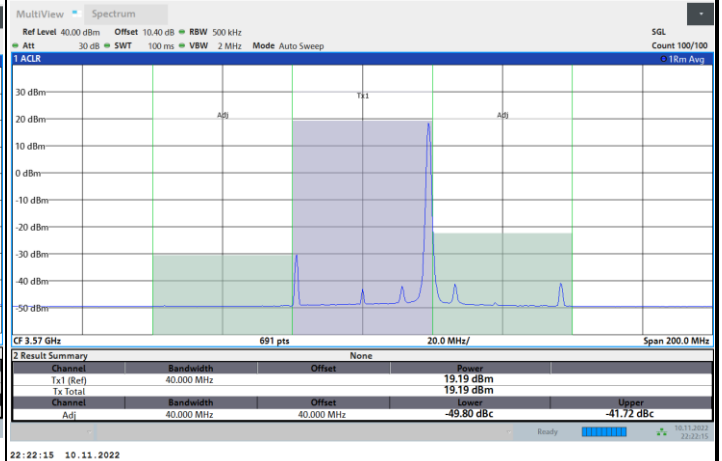 MultiView Spectrum
Ref Level 40.00 dBm Offset 10.40 dB RBW 500 kHz SGL
Att 30 dB SWT 100 ms VBW 2 MHz Mode Auto Sweep Count 100/100
1 ACLR 1Rm Avg
30 dBm
Tx1
20 dBm Adj Adj
10 dBm
0 dBm
-10 dBm
-20 dBm
-30 dBm
-40 dBm
-50 dBm
CF 3.57 GHz 691 pts 20.0 MHz/ Span 200.0 MHz
2 Result Summary None
Channel Bandwidth Offset Power
Tx1 (Ref) 40.000 MHz 19.19 dBm
Tx Total 19.19 dBm
Channel Bandwidth Offset Lower Upper
Adj 40.000 MHz 40.000 MHz -49.80 dBc -41.72 dBc
Ready 10.11.2022
22:22:15
22:22:15 10.11.2022